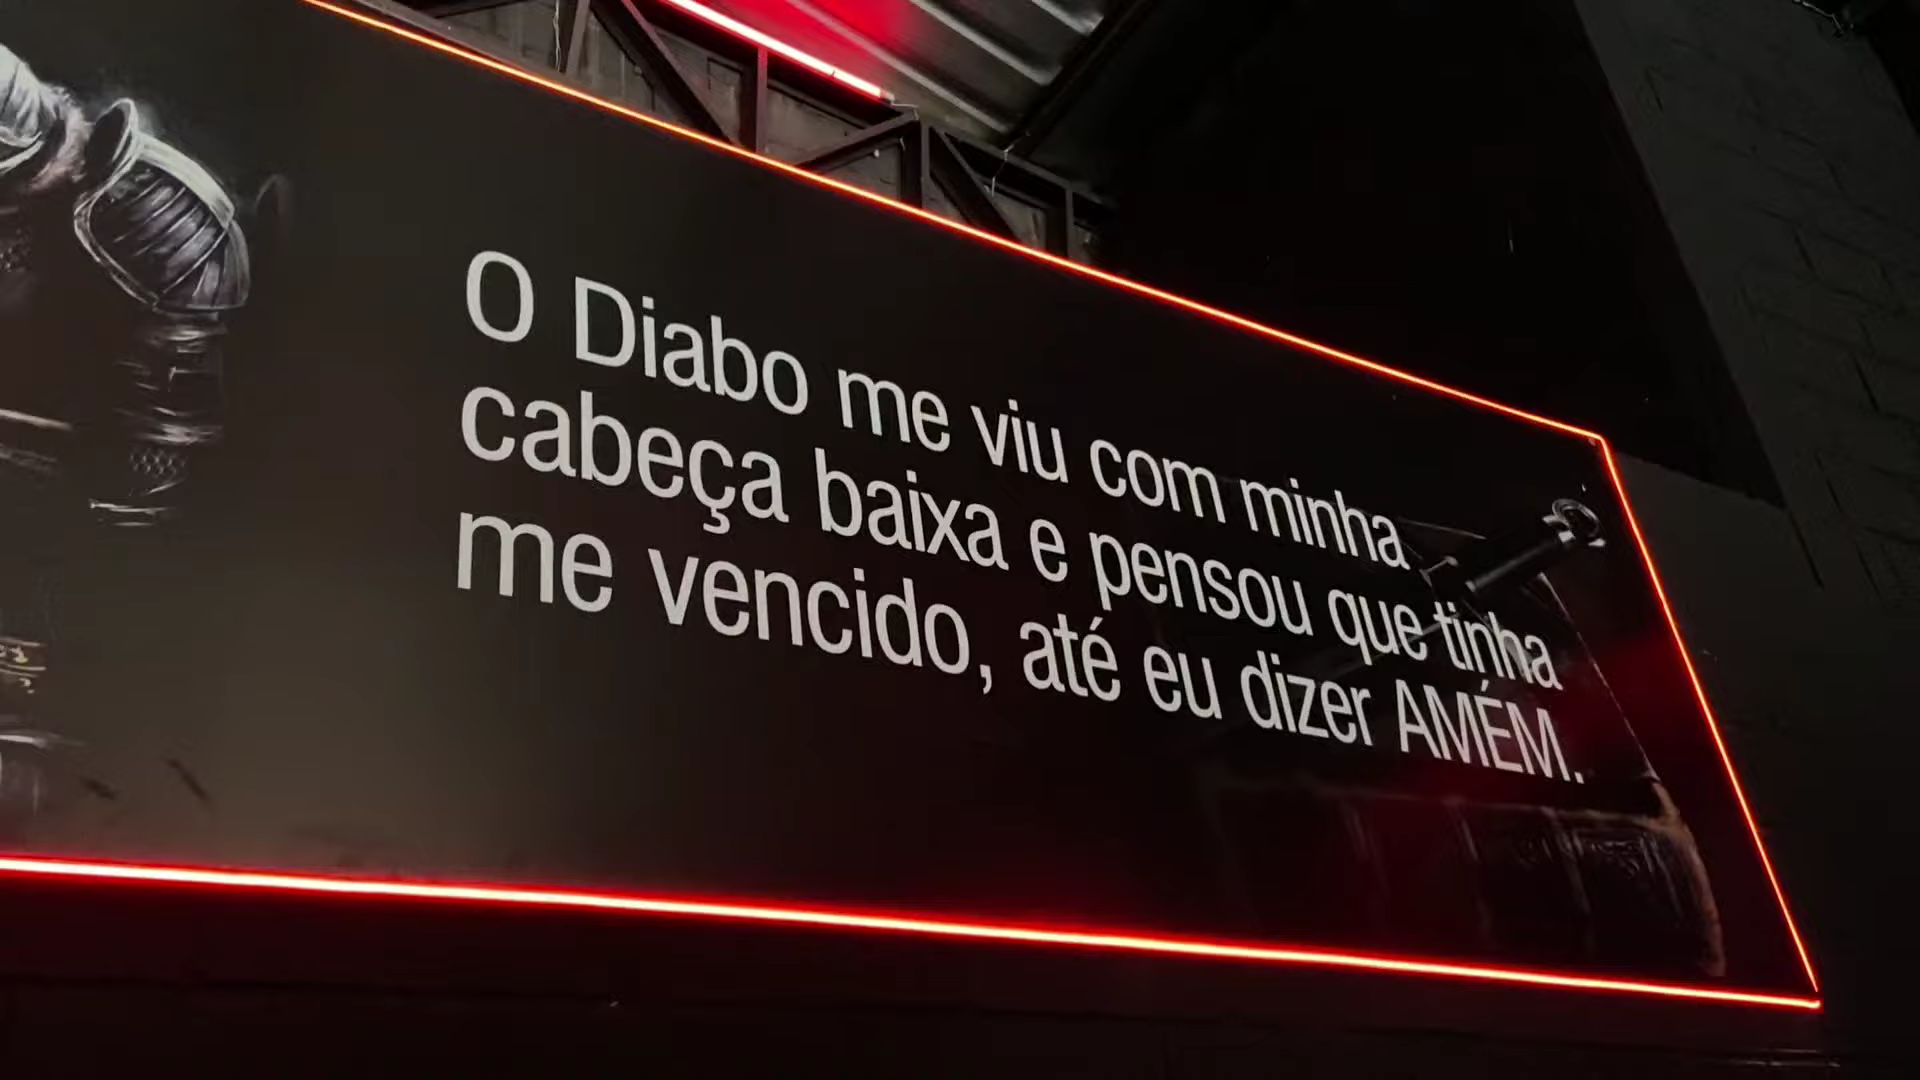 O Diabo me viu com minha
cabeça baixa e pensou que tinha
me vencido, até eu dizer AMÉM.